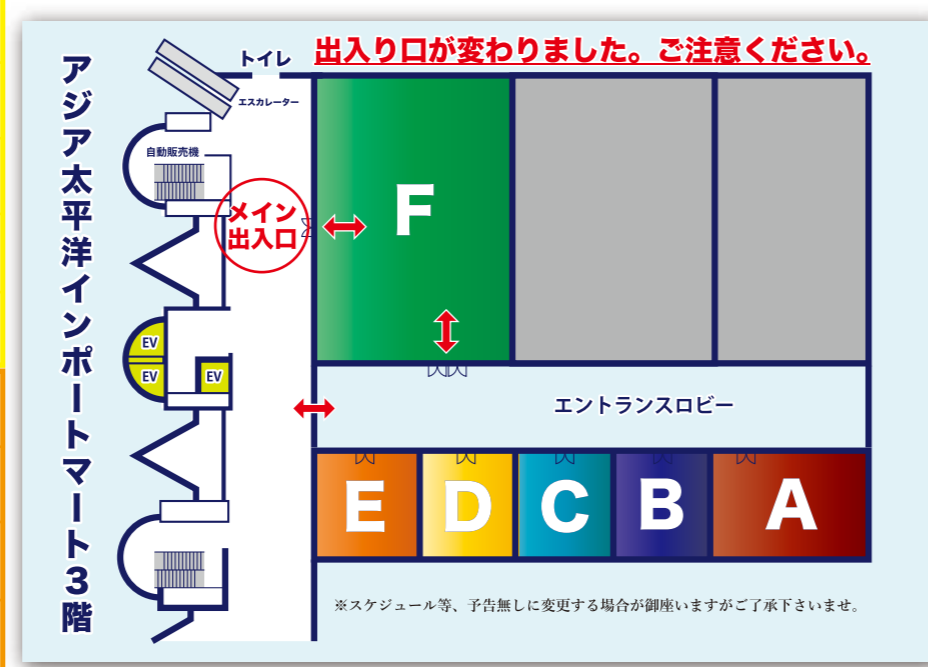 アジア太平洋インポートマート3階
出入り口が変わりました。ご注意ください。
トイレ
エスカレーター
自動販売機
メイン
出入口
F
EV
EV
EV
エントランスロビー
E
D
C
B
A
※スケジュール等、予告無しに変更する場合が御座いますがご了承下さいませ。